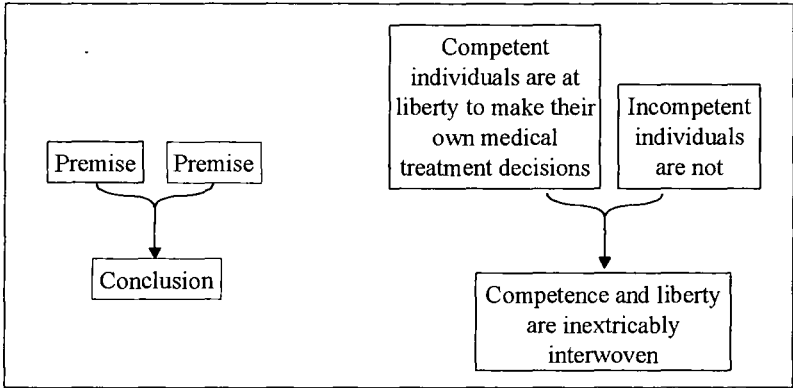 Premise
Premise
Conclusion
Competent
individuals are at
liberty to make their
own medical
treatment decisions
Incompetent
individuals
are not
Competence and liberty
are inextricably
interwoven